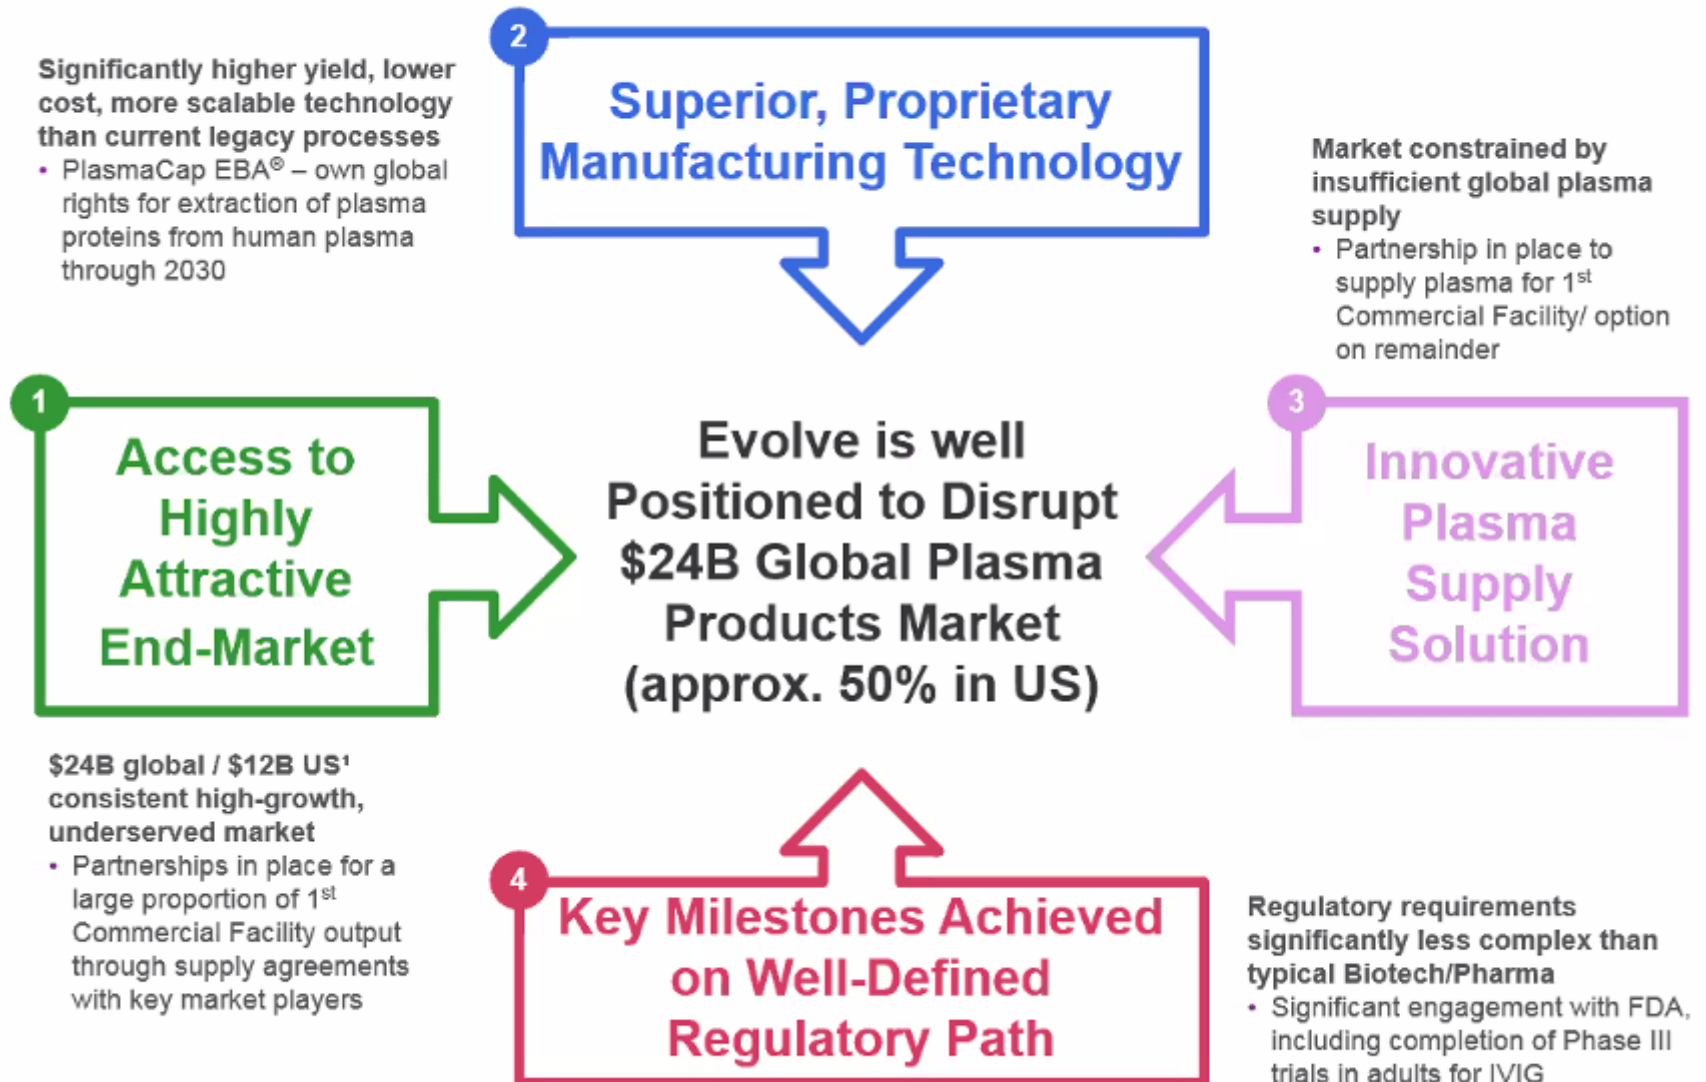 2
Superior, Proprietary
Manufacturing Technology
Significantly higher yield, lower
cost, more scalable technology
than current legacy processes
• PlasmaCap EBA® – own global
rights for extraction of plasma
proteins from human plasma
through 2030
Market constrained by
insufficient global plasma
supply
• Partnership in place to
supply plasma for 1st
Commercial Facility/ option
on remainder
1
Access to
Highly
Attractive
End-Market
Evolve is well
Positioned to Disrupt
$24B Global Plasma
Products Market
(approx. 50% in US)
3
Innovative
Plasma
Supply
Solution
$24B global / $12B US¹
consistent high-growth,
underserved market
• Partnerships in place for a
large proportion of 1st
Commercial Facility output
through supply agreements
with key market players
4
Key Milestones Achieved
on Well-Defined
Regulatory Path
Regulatory requirements
significantly less complex than
typical Biotech/Pharma
• Significant engagement with FDA,
including completion of Phase III
trials in adults for IVIG